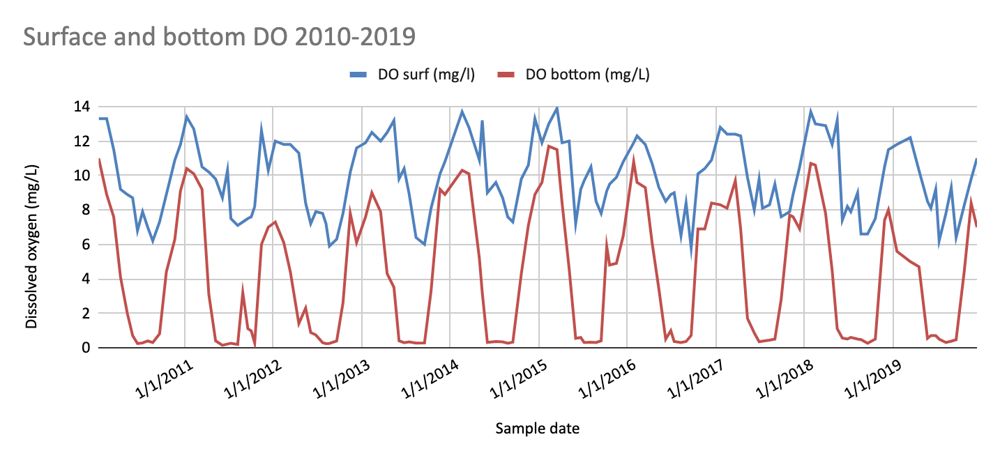 Surface and bottom DO 2010-2019
DO surf (mg/l) DO bottom (mg/L)
Dissolved oxygen (mg/L)
14
12
10
8
6
4
2
0
1/1/2011 1/1/2012 1/1/2013 1/1/2014 1/1/2015 1/1/2016 1/1/2017 1/1/2018 1/1/2019
Sample date